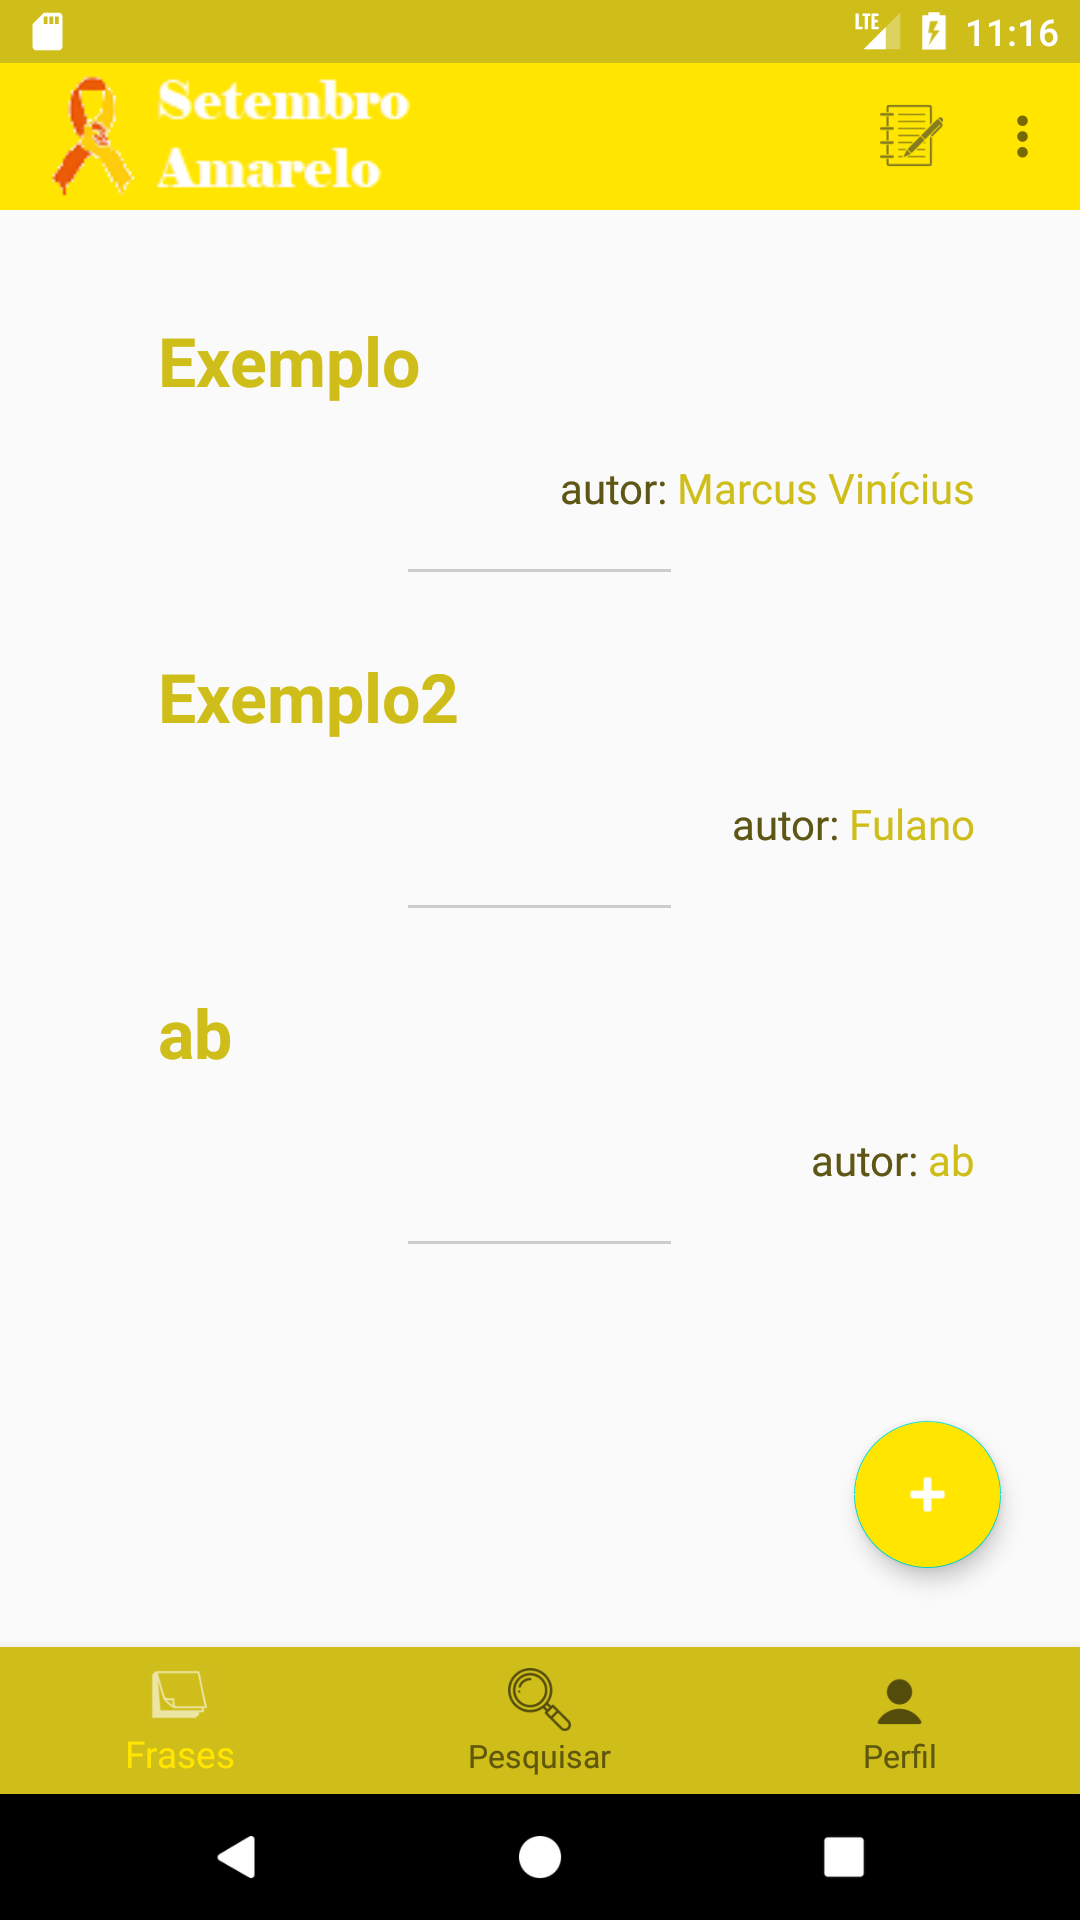 LTE 11:16
Setembro
Amarelo
Exemplo
autor: Marcus Vinícius
Exemplo2
autor: Fulano
ab
autor: ab
Frases Pesquisar Perfil